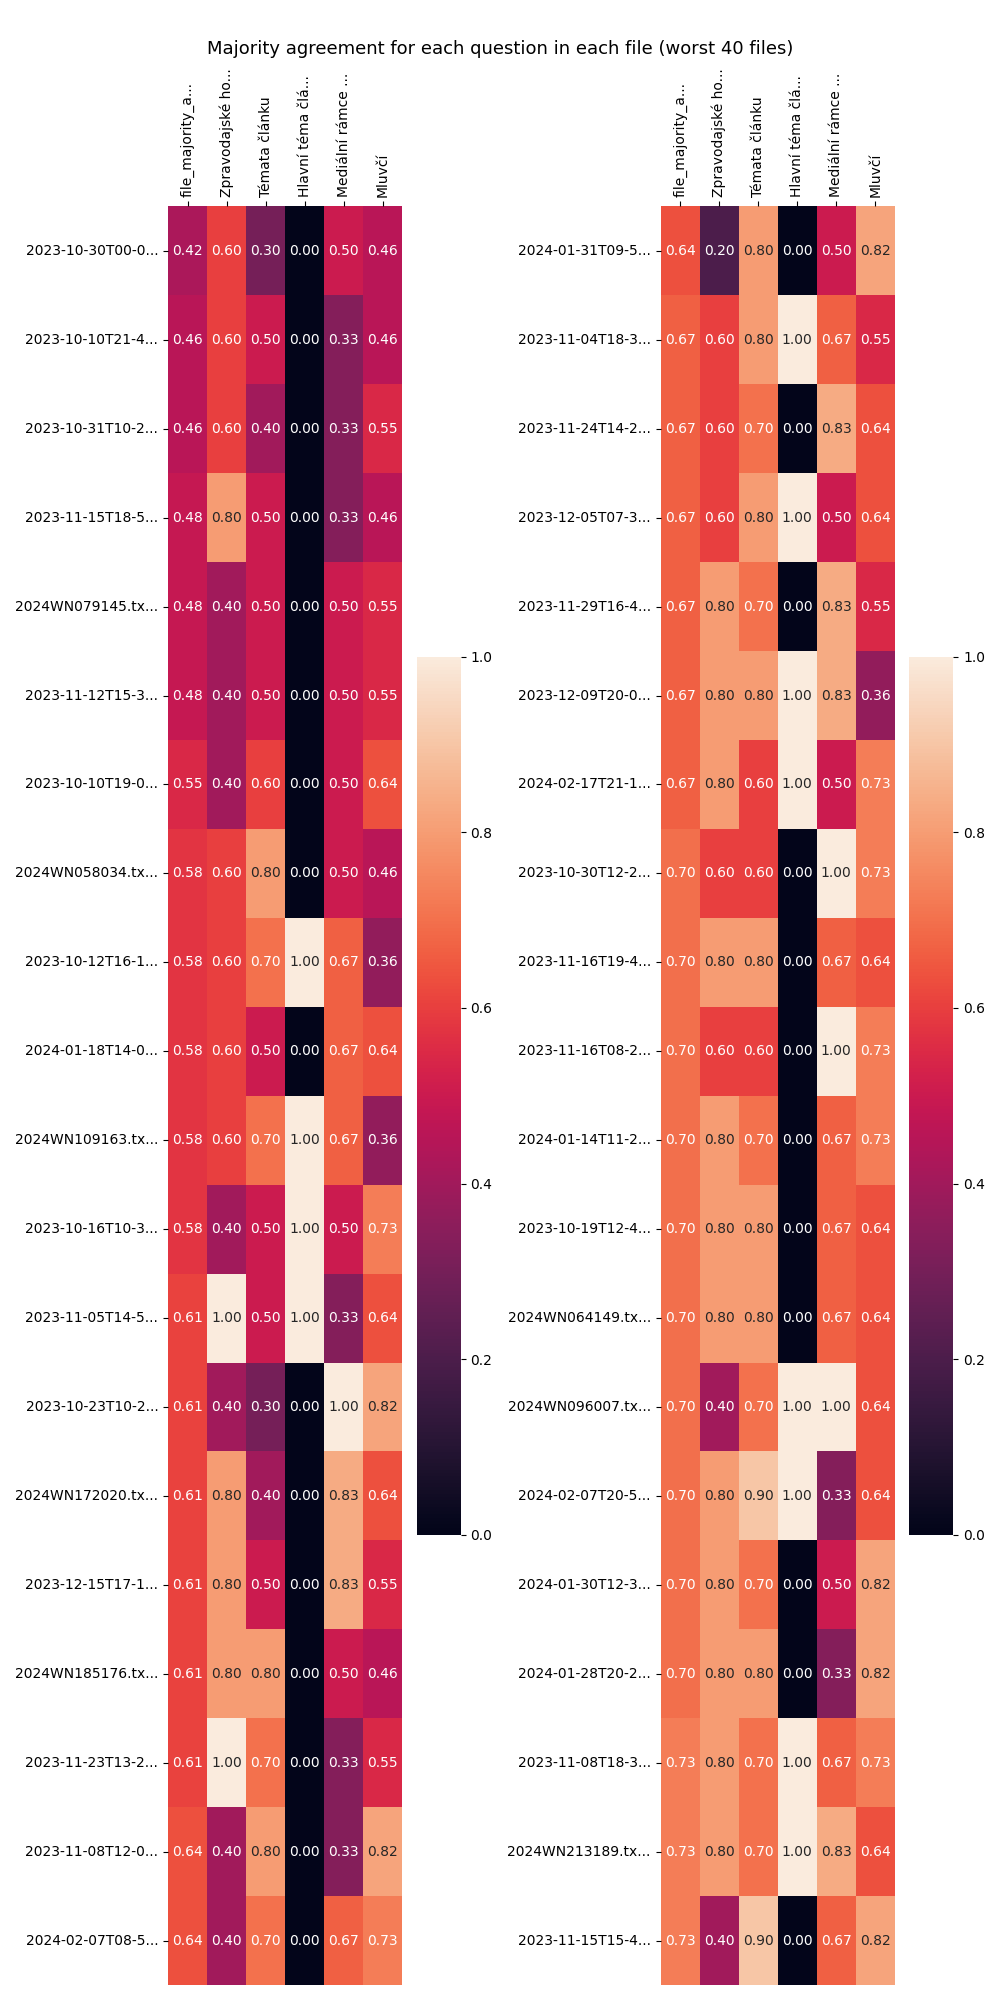 Majority agreement for each question in each file (worst 40 files)
file_majority_a...
Zpravodajské ho...
Témata článku
Hlavní téma člá...
Mediální rámce ...
Mluvčí
2023-10-30T00-0... 0.42 0.60 0.30 0.00 0.50 0.46
2023-10-10T21-4... 0.46 0.60 0.50 0.00 0.33 0.46
2023-10-31T10-2... 0.46 0.60 0.40 0.00 0.33 0.55
2023-11-15T18-5... 0.48 0.80 0.50 0.00 0.33 0.46
2024WN079145.tx... 0.48 0.40 0.50 0.00 0.50 0.55
2023-11-12T15-3... 0.48 0.40 0.50 0.00 0.50 0.55
2023-10-10T19-0... 0.55 0.40 0.60 0.00 0.50 0.64
2024WN058034.tx... 0.58 0.60 0.80 0.00 0.50 0.46
2023-10-12T16-1... 0.58 0.60 0.70 1.00 0.67 0.36
2024-01-18T14-0... 0.58 0.60 0.50 0.00 0.67 0.64
2024WN109163.tx... 0.58 0.60 0.70 1.00 0.67 0.36
2023-10-16T10-3... 0.58 0.40 0.50 1.00 0.50 0.73
2023-11-05T14-5... 0.61 1.00 0.50 1.00 0.33 0.64
2023-10-23T10-2... 0.61 0.40 0.30 0.00 1.00 0.82
2024WN172020.tx... 0.61 0.80 0.40 0.00 0.83 0.64
2023-12-15T17-1... 0.61 0.80 0.50 0.00 0.83 0.55
2024WN185176.tx... 0.61 0.80 0.80 0.00 0.50 0.46
2023-11-23T13-2... 0.61 1.00 0.70 0.00 0.33 0.55
2023-11-08T12-0... 0.64 0.40 0.80 0.00 0.33 0.82
2024-02-07T08-5... 0.64 0.40 0.70 0.00 0.67 0.73
1.0
0.8
0.6
0.4
0.2
0.0
file_majority_a...
Zpravodajské ho...
Témata článku
Hlavní téma člá...
Mediální rámce ...
Mluvčí
2024-01-31T09-5... 0.64 0.20 0.80 0.00 0.50 0.82
2023-11-04T18-3... 0.67 0.60 0.80 1.00 0.67 0.55
2023-11-24T14-2... 0.67 0.60 0.70 0.00 0.83 0.64
2023-12-05T07-3... 0.67 0.60 0.80 1.00 0.50 0.64
2023-11-29T16-4... 0.67 0.80 0.70 0.00 0.83 0.55
2023-12-09T20-0... 0.67 0.80 0.80 1.00 0.83 0.36
2024-02-17T21-1... 0.67 0.80 0.60 1.00 0.50 0.73
2023-10-30T12-2... 0.70 0.60 0.60 0.00 1.00 0.73
2023-11-16T19-4... 0.70 0.80 0.80 0.00 0.67 0.64
2023-11-16T08-2... 0.70 0.60 0.60 0.00 1.00 0.73
2024-01-14T11-2... 0.70 0.80 0.70 0.00 0.67 0.73
2023-10-19T12-4... 0.70 0.80 0.80 0.00 0.67 0.64
2024WN064149.tx... 0.70 0.80 0.80 0.00 0.67 0.64
2024WN096007.tx... 0.70 0.40 0.70 1.00 1.00 0.64
2024-02-07T20-5... 0.70 0.80 0.90 1.00 0.33 0.64
2024-01-30T12-3... 0.70 0.80 0.70 0.00 0.50 0.82
2024-01-28T20-2... 0.70 0.80 0.80 0.00 0.33 0.82
2023-11-08T18-3... 0.73 0.80 0.70 1.00 0.67 0.73
2024WN213189.tx... 0.73 0.80 0.70 1.00 0.83 0.64
2023-11-15T15-4... 0.73 0.40 0.90 0.00 0.67 0.82
1.0
0.8
0.6
0.4
0.2
0.0